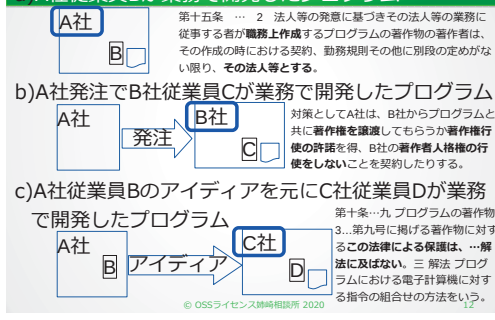 A社
B
第十五条 … 2 法人等の発意に基づきその法人等の業務に
従事する者が職務上作成するプログラムの著作物の著作者は、
その作成の時における契約、勤務規則その他に別段の定めがな
い限り、その法人等とする。
b)A社発注でB社従業員Cが業務で開発したプログラム
A社
発注
B社
C
対策としてA社は、B社からプログラムと
共に著作権を譲渡してもらうか著作権行
使の許諾を得、B社の著作者人格権の行
使をしないことを契約したりする。
c)A社従業員Bのアイディアを元にC社従業員Dが業務
で開発したプログラム
A社
B
アイディア
C社
D
第十条…九 プログラムの著作物
3…第九号に掲げる著作物に対す
るこの法律による保護は、…解
法に及ばない。三 解法 プログ
ラムにおける電子計算機に対す
る指令の組合せの方法をいう。
© OSSライセンス姉崎相談所 2020
12